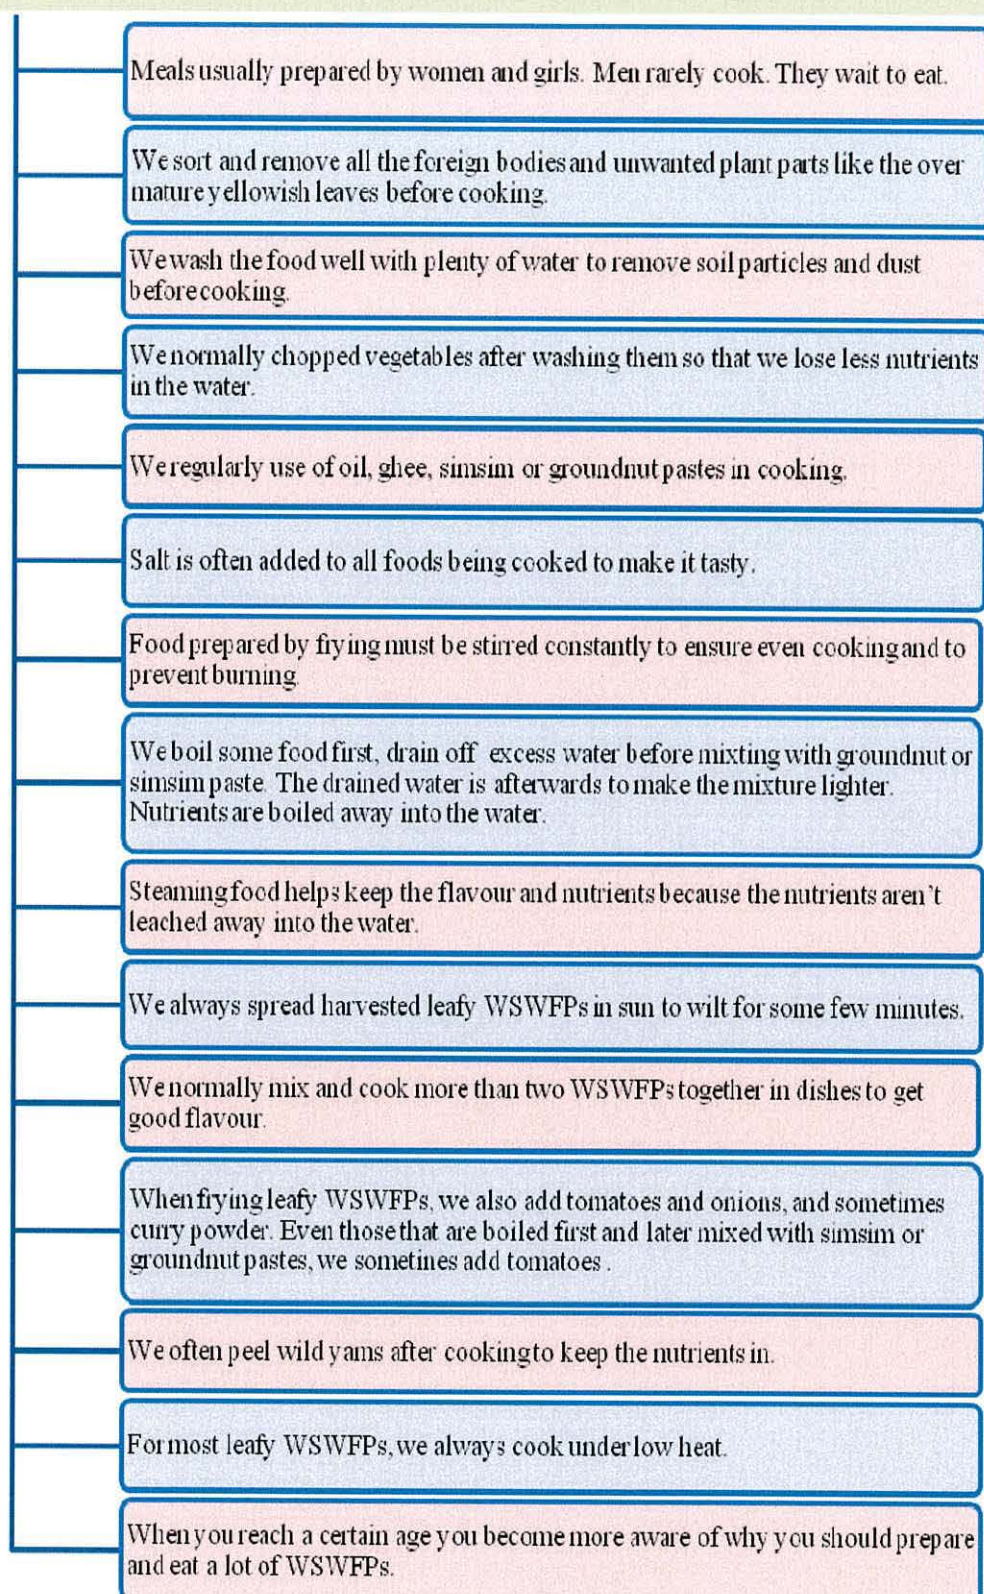 Meals usually prepared by women and girls. Men rarely cook. They wait to eat.
We sort and remove all the foreign bodies and unwanted plant parts like the over
mature yellowish leaves before cooking.
We wash the food well with plenty of water to remove soil particles and dust
before cooking.
We normally chopped vegetables after washing them so that we lose less nutrients
in the water.
We regularly use of oil, ghee, simsim or groundnut pastes in cooking.
Salt is often added to all foods being cooked to make it tasty.
Food prepared by frying must be stirred constantly to ensure even cooking and to
prevent burning.
We boil some food first, drain off excess water before mixting with groundnut or
simsim paste. The drained water is afterwards to make the mixture lighter.
Nutrients are boiled away into the water.
Steaming food helps keep the flavour and nutrients because the nutrients aren't
leached away into the water.
We always spread harvested leafy WSWFPs in sun to wilt for some few minutes.
We normally mix and cook more than two WSWFPs together in dishes to get
good flavour.
When frying leafy WSWFPs, we also add tomatoes and onions, and sometimes
curry powder. Even those that are boiled first and later mixed with simsim or
groundnut pastes, we sometines add tomatoes .
We often peel wild yams after cooking to keep the nutrients in.
For most leafy WSWFPs, we always cook under low heat.
When you reach a certain age you become more aware of why you should prepare
and eat a lot of WSWFPs.